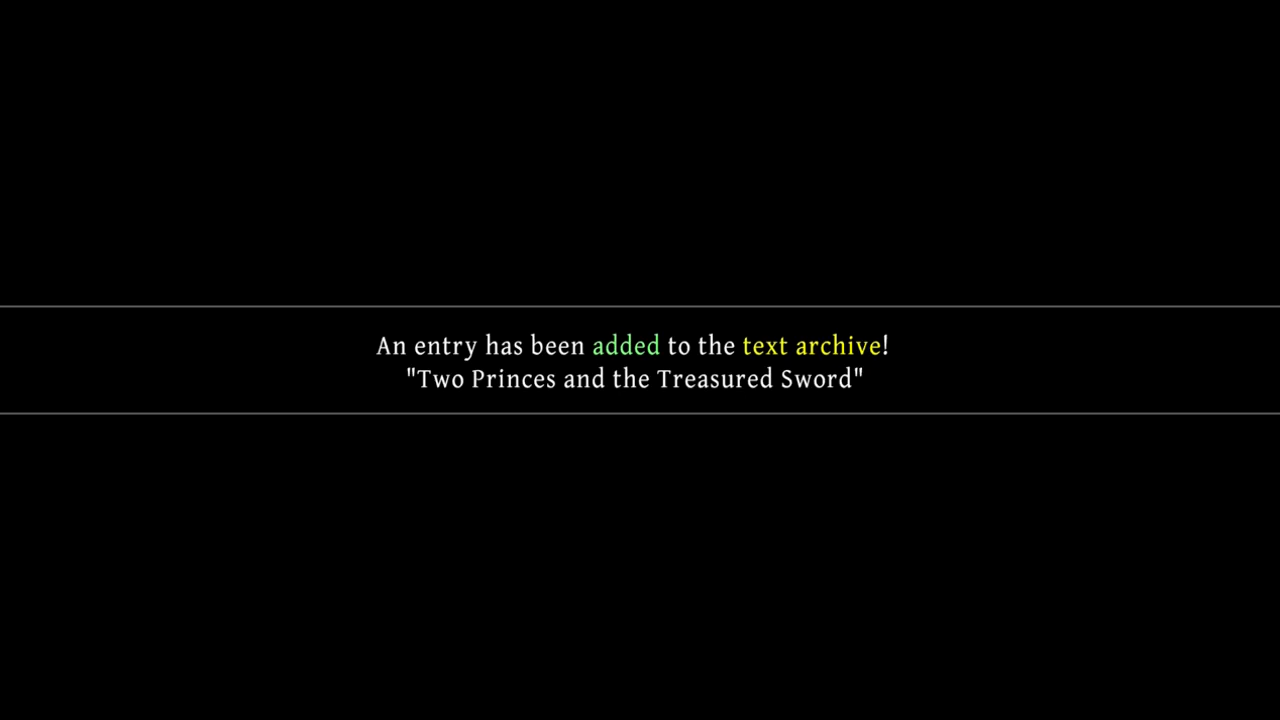 An entry has been added to the text archive!
"Two Princes and the Treasured Sword"